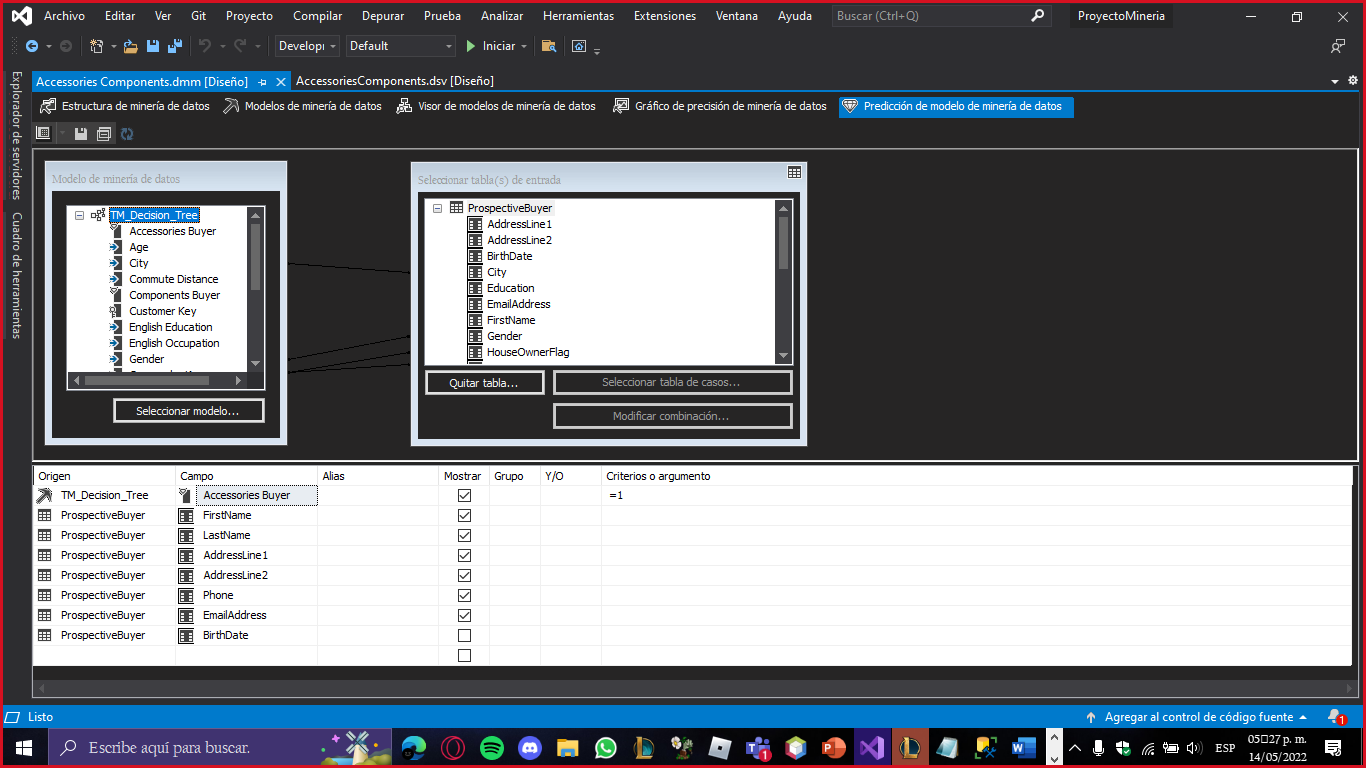 Archivo Editar Ver Git Proyecto Compilar Depurar Prueba Analizar Herramientas Extensiones Ventana Ayuda Buscar (Ctrl+Q) ProyectoMineria
Developi Default Iniciar
Explorador de servidores
Cuadro de herramientas
Accessories Components.dmm [Diseño] AccessoriesComponents.dsv [Diseño]
Estructura de minería de datos Modelos de minería de datos Visor de modelos de minería de datos Gráfico de precisión de minería de datos Predicción de modelo de minería de datos
Modelo de minería de datos
TM_Decision_Tree
Accessories Buyer
Age
City
Commute Distance
Components Buyer
Customer Key
English Education
English Occupation
Gender
Seleccionar modelo...
Seleccionar tabla(s) de entrada
ProspectiveBuyer
AddressLine1
AddressLine2
BirthDate
City
Education
EmailAddress
FirstName
Gender
HouseOwnerFlag
Quitar tabla... Seleccionar tabla de casos...
Modificar combinación...
Origen Campo Alias Mostrar Grupo Y/O Criterios o argumento
TM_Decision_Tree Accessories Buyer =1
ProspectiveBuyer FirstName
ProspectiveBuyer LastName
ProspectiveBuyer AddressLine1
ProspectiveBuyer AddressLine2
ProspectiveBuyer Phone
ProspectiveBuyer EmailAddress
ProspectiveBuyer BirthDate
Listo Agregar al control de código fuente 1
Escribe aquí para buscar. 1 ESP 05□27 p. m.
14/05/2022